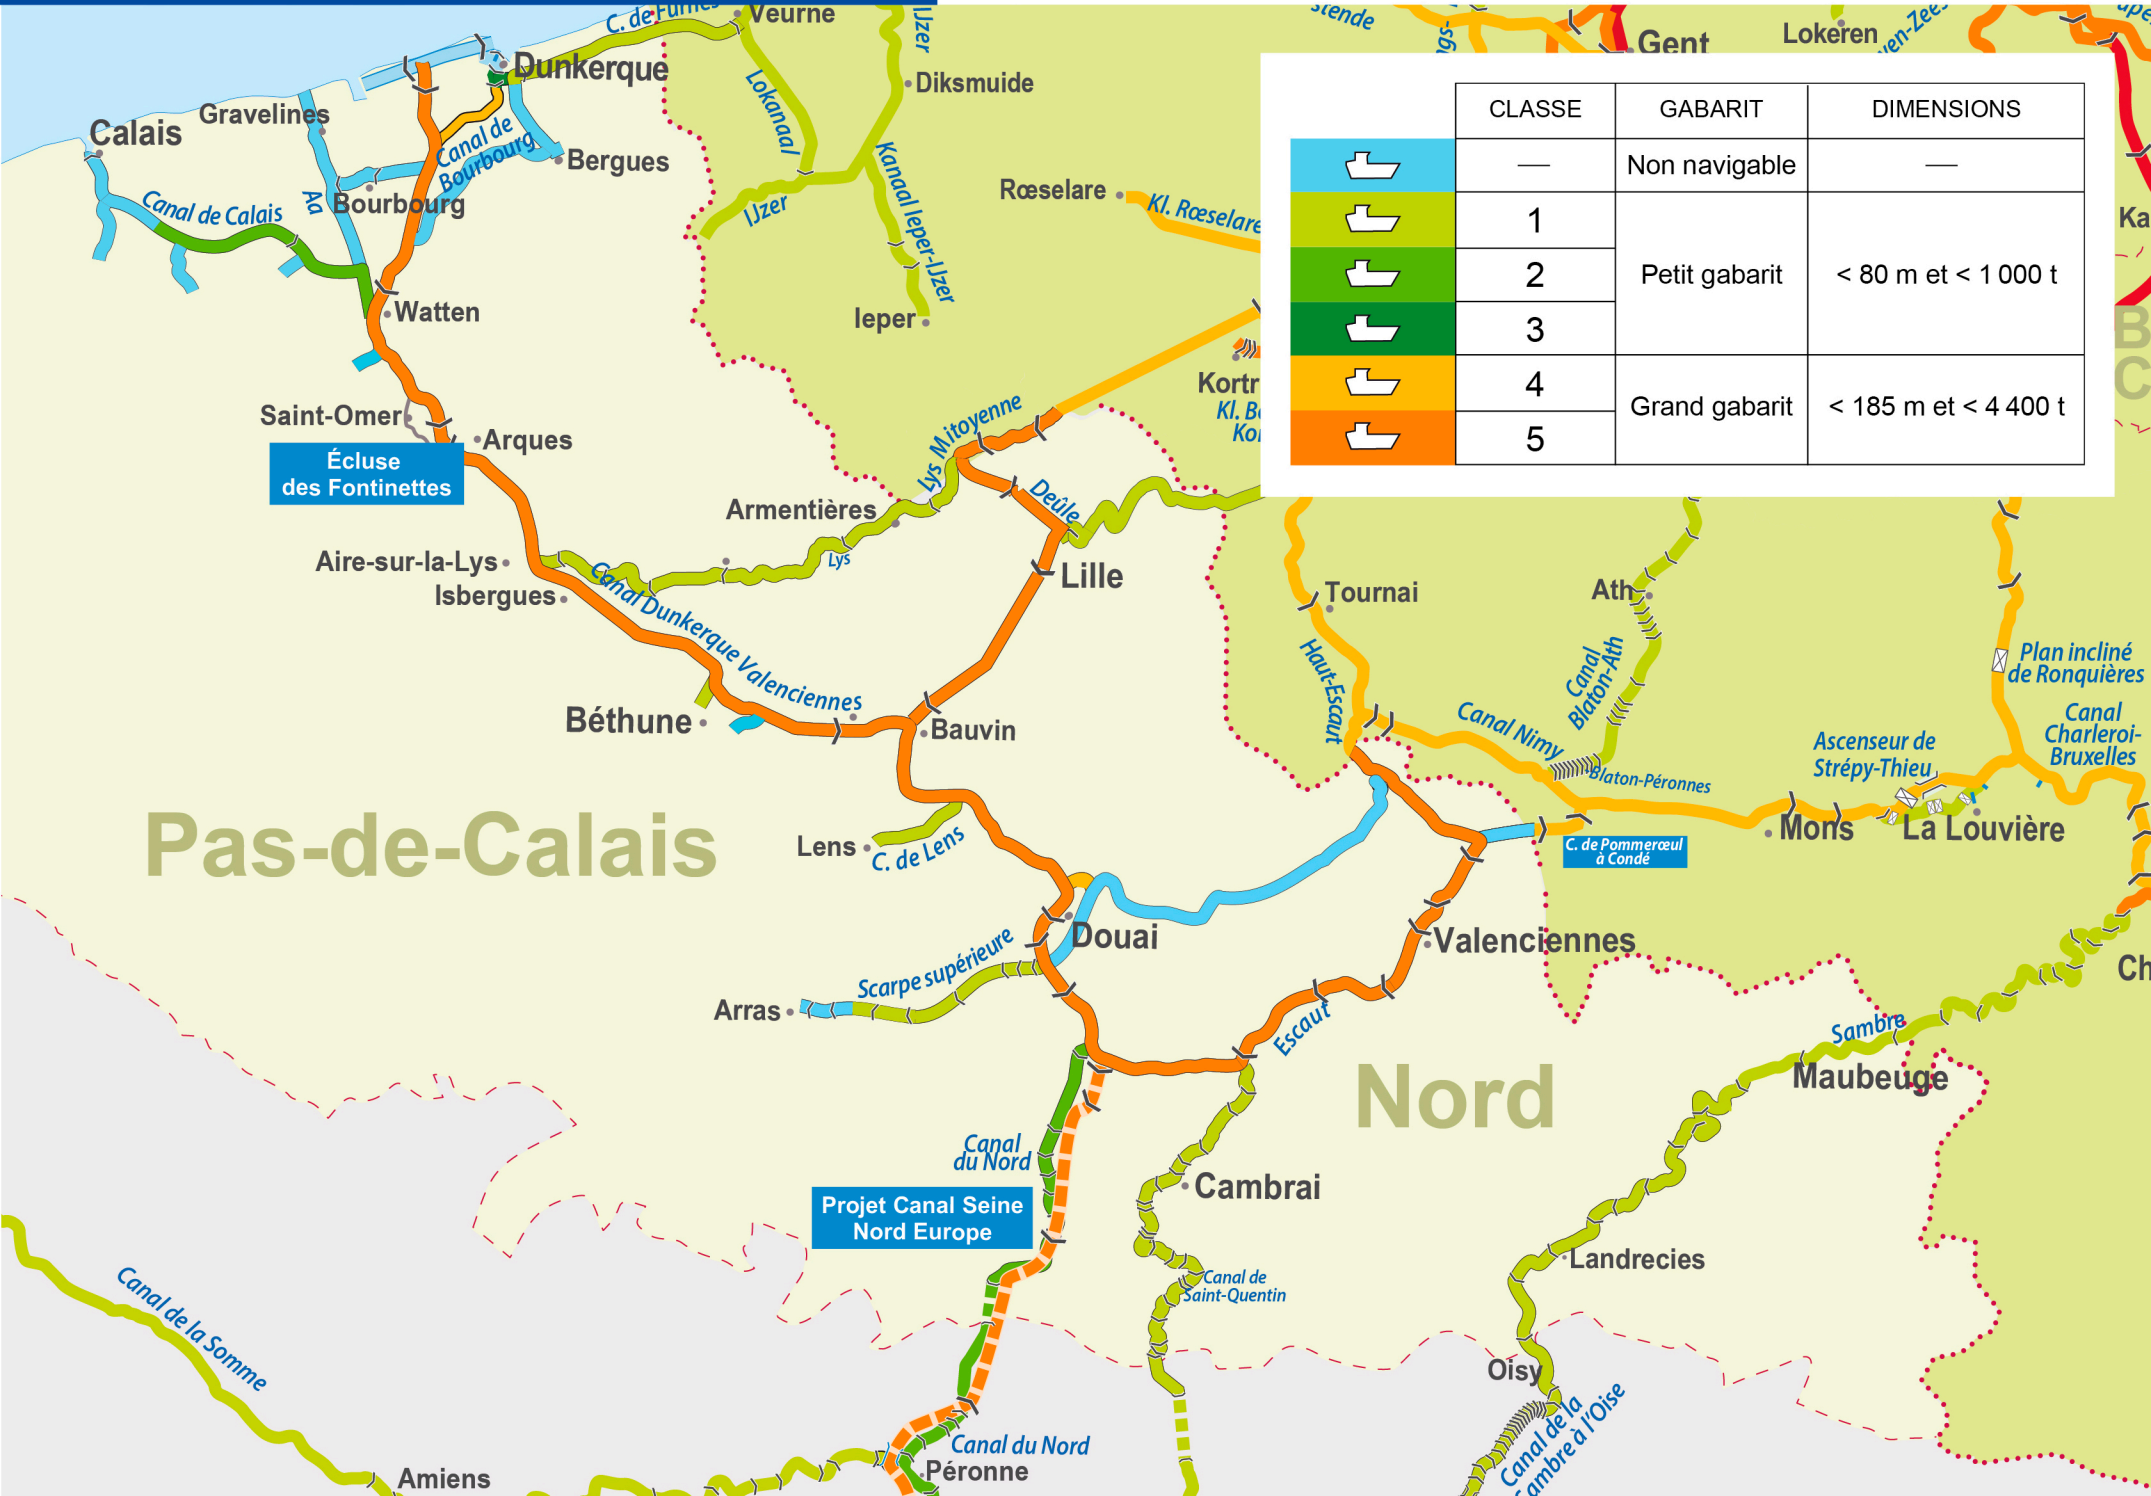 C. de Furnes
Veurne
IJzer
Lokeren
Gent
Dunkerque
Diksmuide
Lokanaal
Gravelines
Calais
Canal de
Bourbourg
Bergues
Kanaal Ieper-IJzer
Rœselare
Kl. Rœselare
Canal de Calais
Aa
Bourbourg
IJzer
Watten
Ieper
CLASSE
GABARIT
DIMENSIONS
—
Non navigable
—
1
2
Petit gabarit
< 80 m et < 1 000 t
3
4
Grand gabarit
< 185 m et < 4 400 t
5
Saint-Omer
Arques
Écluse
des Fontinettes
Lys Mitoyenne
Deûle
Armentières
Lys
Aire-sur-la-Lys
Isbergues
Lille
Canal Dunkerque Valenciennes
Tournai
Ath
Haut-Escaut
Canal
Blaton-Ath
Plan incliné
de Ronquières
Béthune
Bauvin
Canal Nimy
-Blaton-Péronnes
Ascenseur de
Strépy-Thieu
Canal
Charleroi-
Bruxelles
Pas-de-Calais
Lens
C. de Lens
Mons
La Louvière
C. de Pommerœul
à Condé
Douai
Valenciennes
Scarpe supérieure
Arras
Escaut
Sambre
Maubeuge
Nord
Canal
du Nord
Cambrai
Projet Canal Seine
Nord Europe
Landrecies
Canal de
Saint-Quentin
Canal de la Somme
Oisy
Canal de la
Sambre à l'Oise
Canal du Nord
Péronne
Amiens